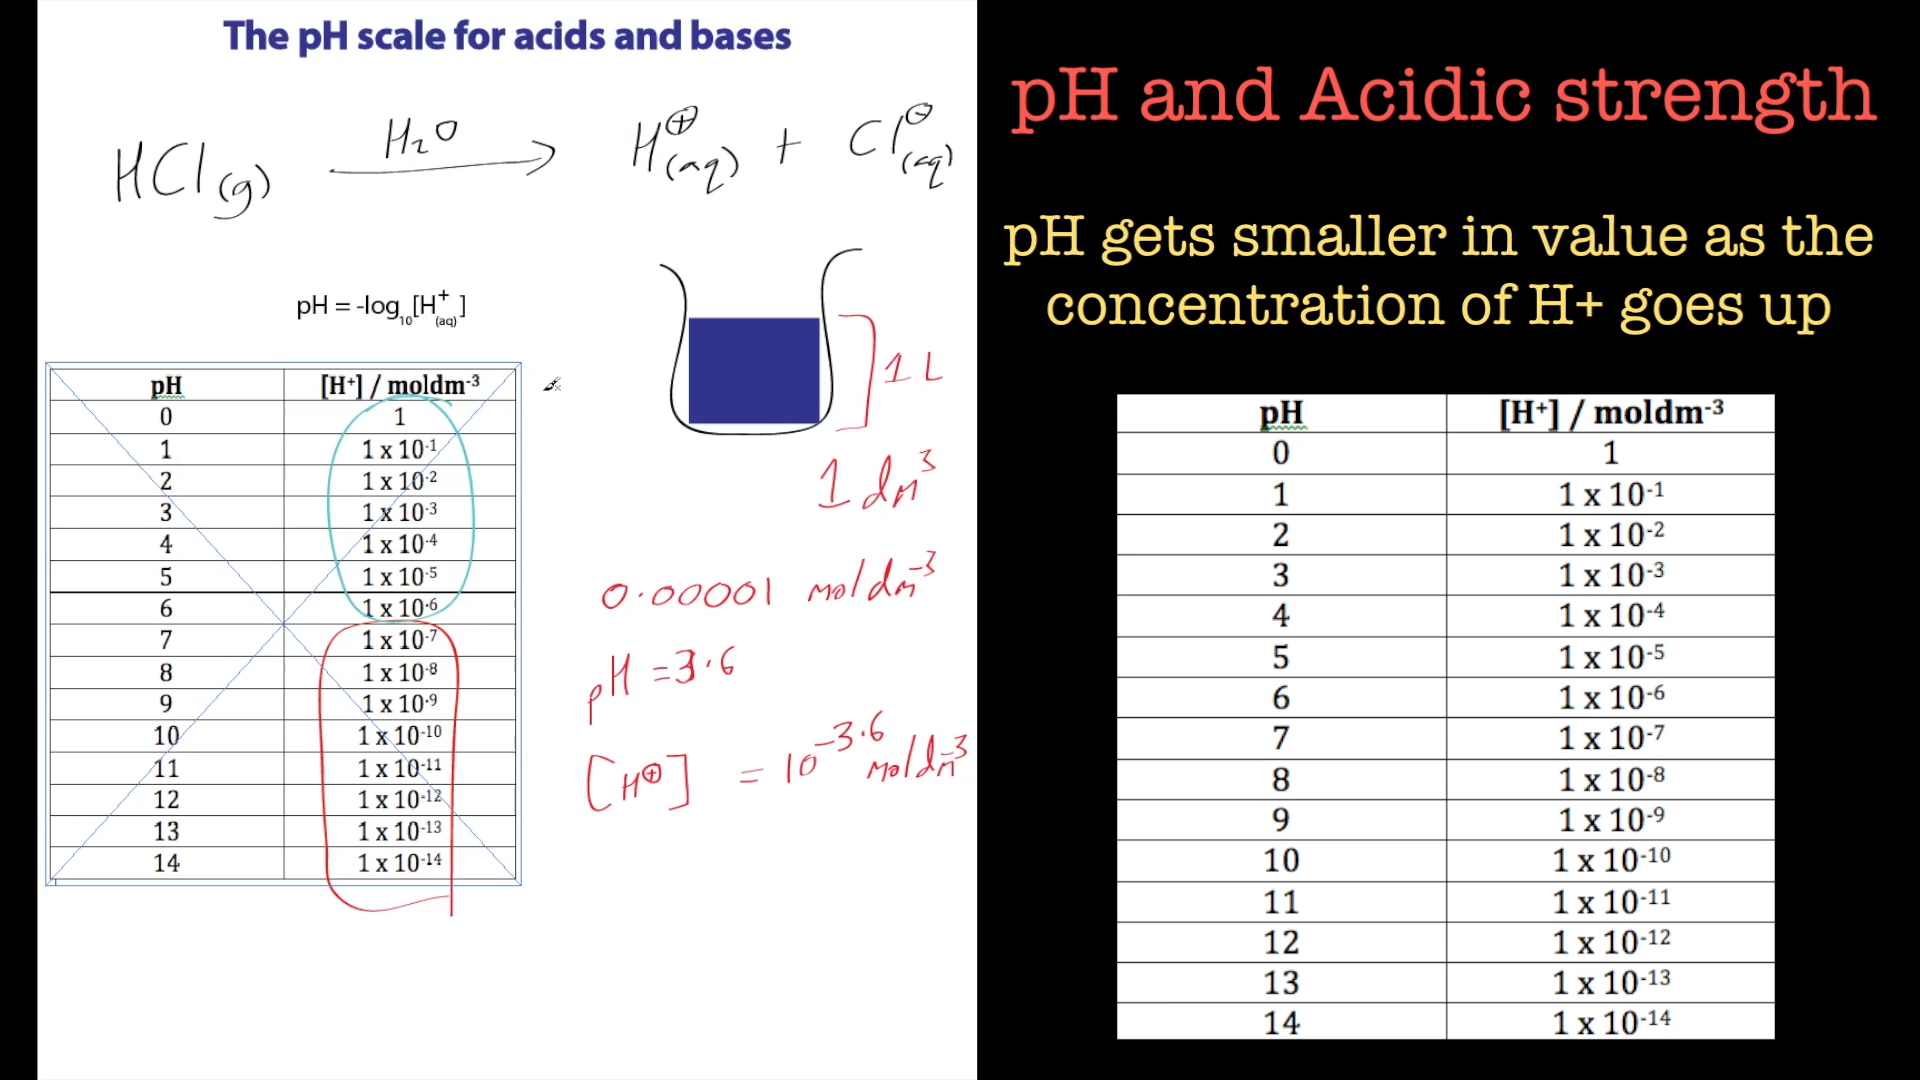 The pH scale for acids and bases
HCl(g) H₂O → H⊕(aq) + Cl⊖(aq)
pH = -log₁₀[H⁺(aq)]
1 L
1 dm³
pH [H⁺] / moldm⁻³
0 1
1 1 x 10⁻¹
2 1 x 10⁻²
3 1 x 10⁻³
4 1 x 10⁻⁴
5 1 x 10⁻⁵
6 1 x 10⁻⁶
7 1 x 10⁻⁷
8 1 x 10⁻⁸
9 1 x 10⁻⁹
10 1 x 10⁻¹⁰
11 1 x 10⁻¹¹
12 1 x 10⁻¹²
13 1 x 10⁻¹³
14 1 x 10⁻¹⁴
0.00001 moldm⁻³
pH = 3.6
[H⊕] = 10⁻³·⁶ moldm⁻³
pH and Acidic strength
pH gets smaller in value as the
concentration of H+ goes up
pH [H⁺] / moldm⁻³
0 1
1 1 x 10⁻¹
2 1 x 10⁻²
3 1 x 10⁻³
4 1 x 10⁻⁴
5 1 x 10⁻⁵
6 1 x 10⁻⁶
7 1 x 10⁻⁷
8 1 x 10⁻⁸
9 1 x 10⁻⁹
10 1 x 10⁻¹⁰
11 1 x 10⁻¹¹
12 1 x 10⁻¹²
13 1 x 10⁻¹³
14 1 x 10⁻¹⁴